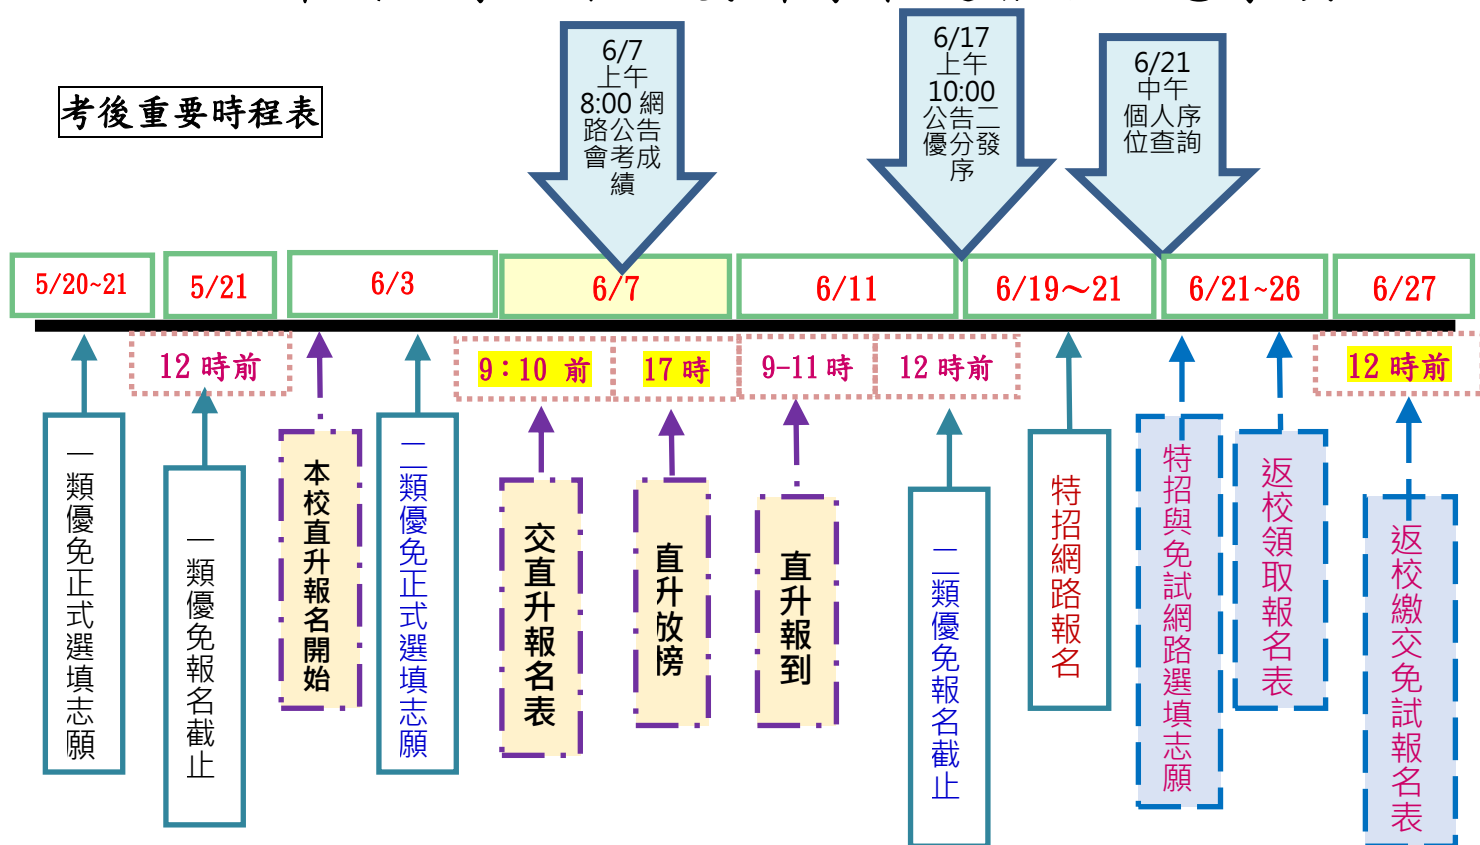 考後重要時程表
6/7
上午
8:00 網
路公告
會考成
績
6/17
上午
10:00
公告二
優分發
序
6/21
中午
個人序
位查詢
5/20~21
5/21
6/3
6/7
6/11
6/19～21
6/21~26
6/27
12 時前
9：10 前
17 時
9-11 時
12 時前
12 時前
一類優免正式選填志願
一類優免報名截止
本校直升報名開始
二類優免正式選填志願
交直升報名表
直升放榜
直升報到
二類優免報名截止
特招網路報名
特招與免試網路選填志願
返校領取報名表
返校繳交免試報名表